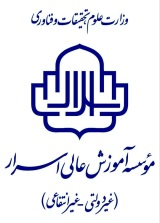 وزارت علوم تحقیقات و فناوری
مؤسسه آموزش عالی اسرار
(غیردولتی - غیرانتفاعی)